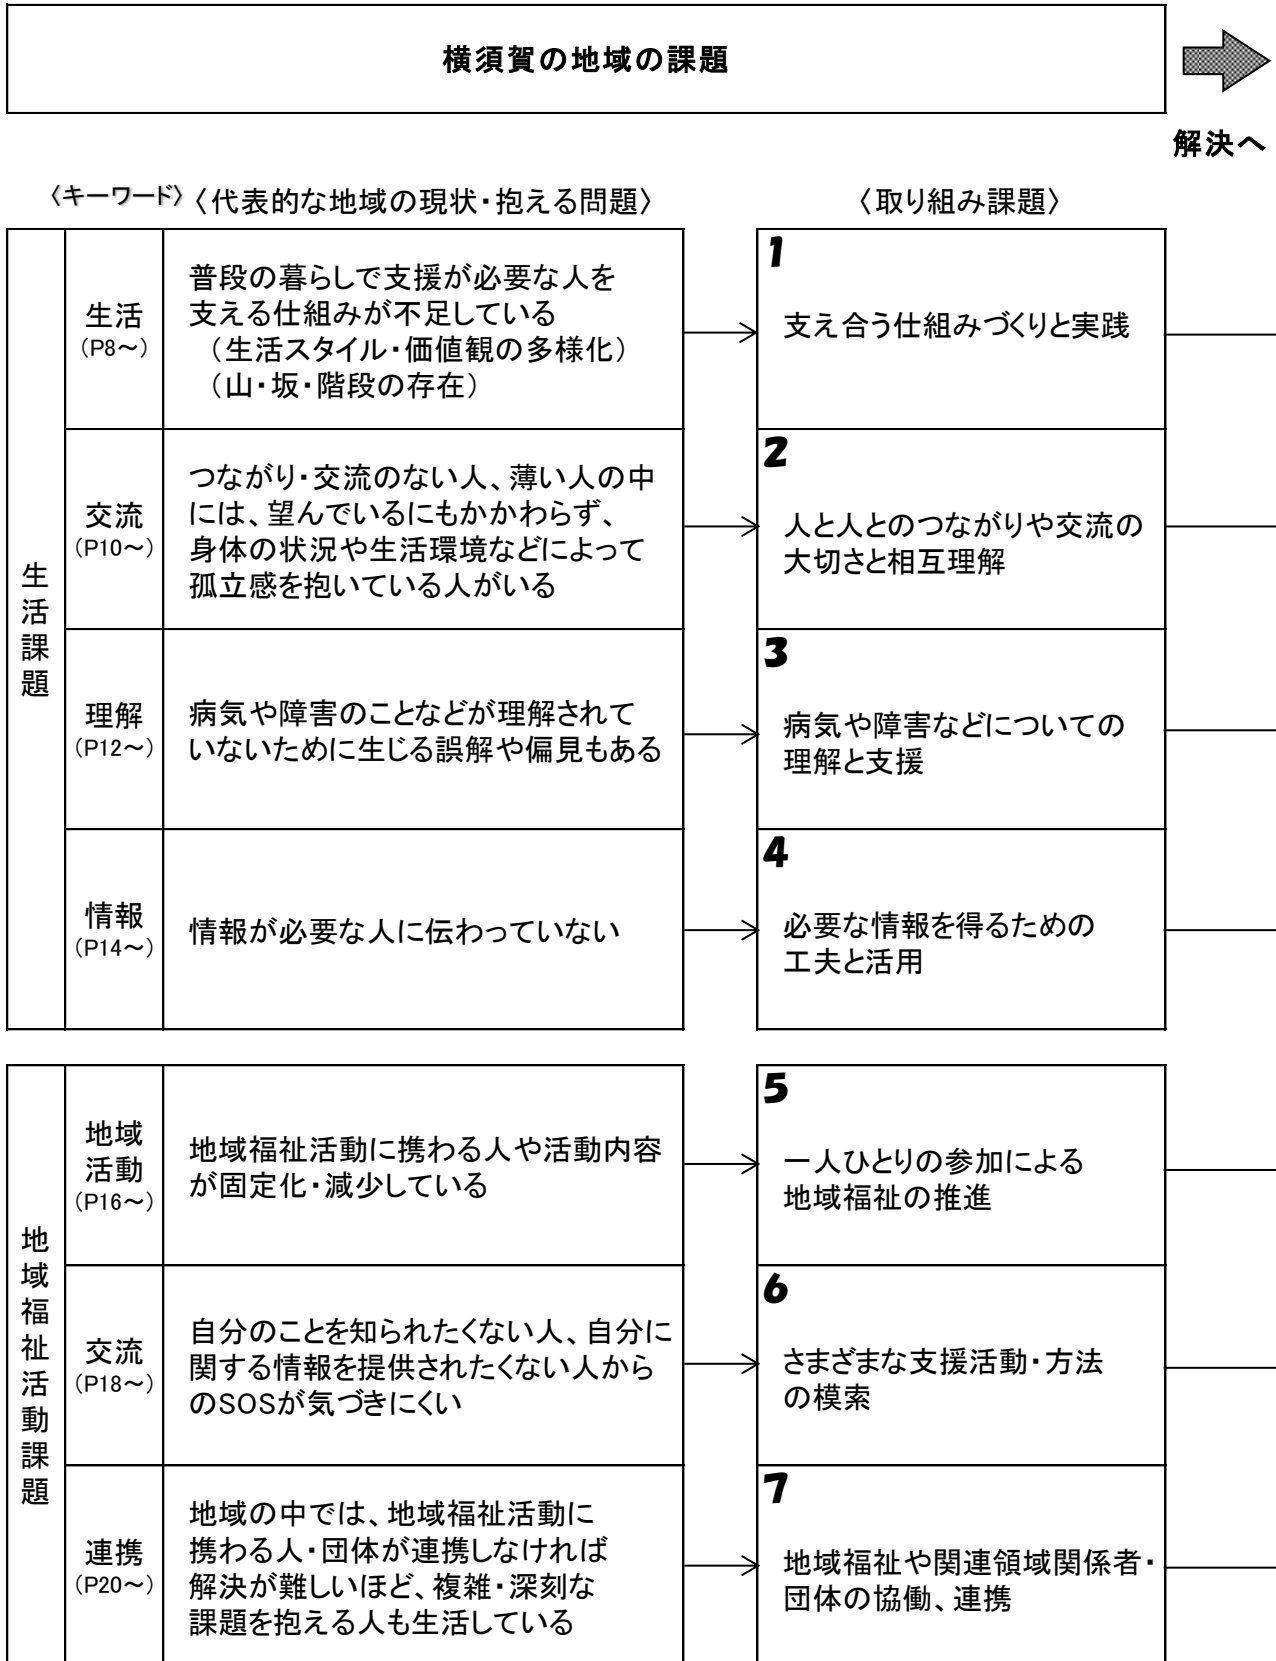 横須賀の地域の課題
解決へ
〈キーワード〉〈代表的な地域の現状・抱える問題〉
〈取り組み課題〉
生活課題
生活
（P8～）
普段の暮らしで支援が必要な人を
支える仕組みが不足している
（生活スタイル・価値観の多様化）
（山・坂・階段の存在）
1
支え合う仕組みづくりと実践
交流
（P10～）
つながり・交流のない人、薄い人の中
には、望んでいるにもかかわらず、
身体の状況や生活環境などによって
孤立感を抱いている人がいる
2
人と人とのつながりや交流の
大切さと相互理解
理解
（P12～）
病気や障害のことなどが理解されて
いないために生じる誤解や偏見もある
3
病気や障害などについての
理解と支援
情報
（P14～）
情報が必要な人に伝わっていない
4
必要な情報を得るための
工夫と活用
地域福祉活動課題
地域
活動
（P16～）
地域福祉活動に携わる人や活動内容
が固定化・減少している
5
一人ひとりの参加による
地域福祉の推進
交流
（P18～）
自分のことを知られたくない人、自分に
関する情報を提供されたくない人から
のSOSが気づきにくい
6
さまざまな支援活動・方法
の模索
連携
（P20～）
地域の中では、地域福祉活動に
携わる人・団体が連携しなければ
解決が難しいほど、複雑・深刻な
課題を抱える人も生活している
7
地域福祉や関連領域関係者・
団体の協働、連携